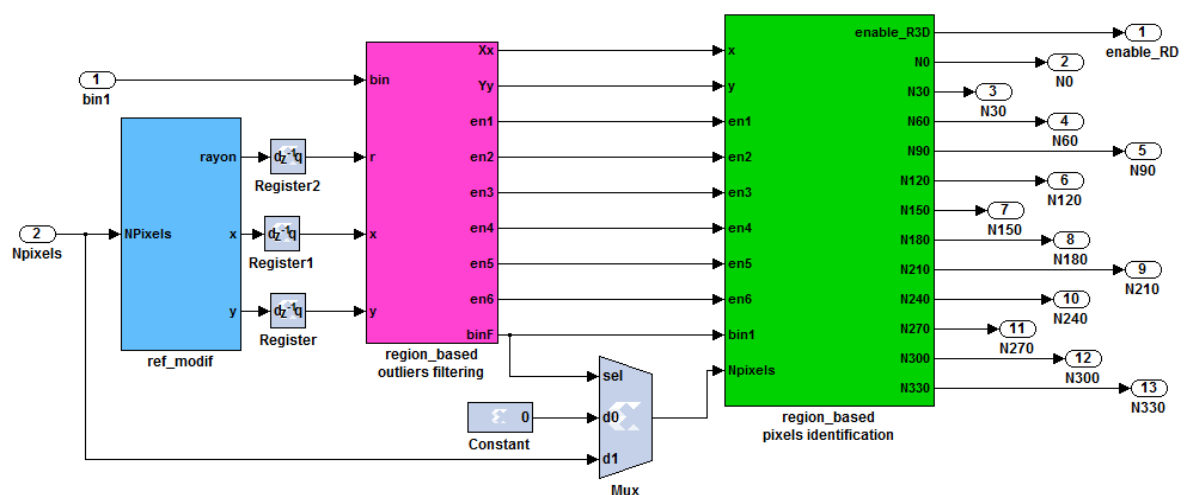 1
bin1
2
Npixels
NPixels
rayon
x
y
ref_modif
d z⁻¹ q
Register2
d z⁻¹ q
Register1
d z⁻¹ q
Register
bin
r
x
y
Xx
Yy
en1
en2
en3
en4
en5
en6
binF
region_based
outliers filtering
0
Constant
sel
d0
d1
Mux
x
y
en1
en2
en3
en4
en5
en6
bin1
Npixels
enable_R3D
N0
N30
N60
N90
N120
N150
N180
N210
N240
N270
N300
N330
region_based
pixels identification
1
enable_RD
2
N0
3
N30
4
N60
5
N90
6
N120
7
N150
8
N180
9
N210
10
N240
11
N270
12
N300
13
N330